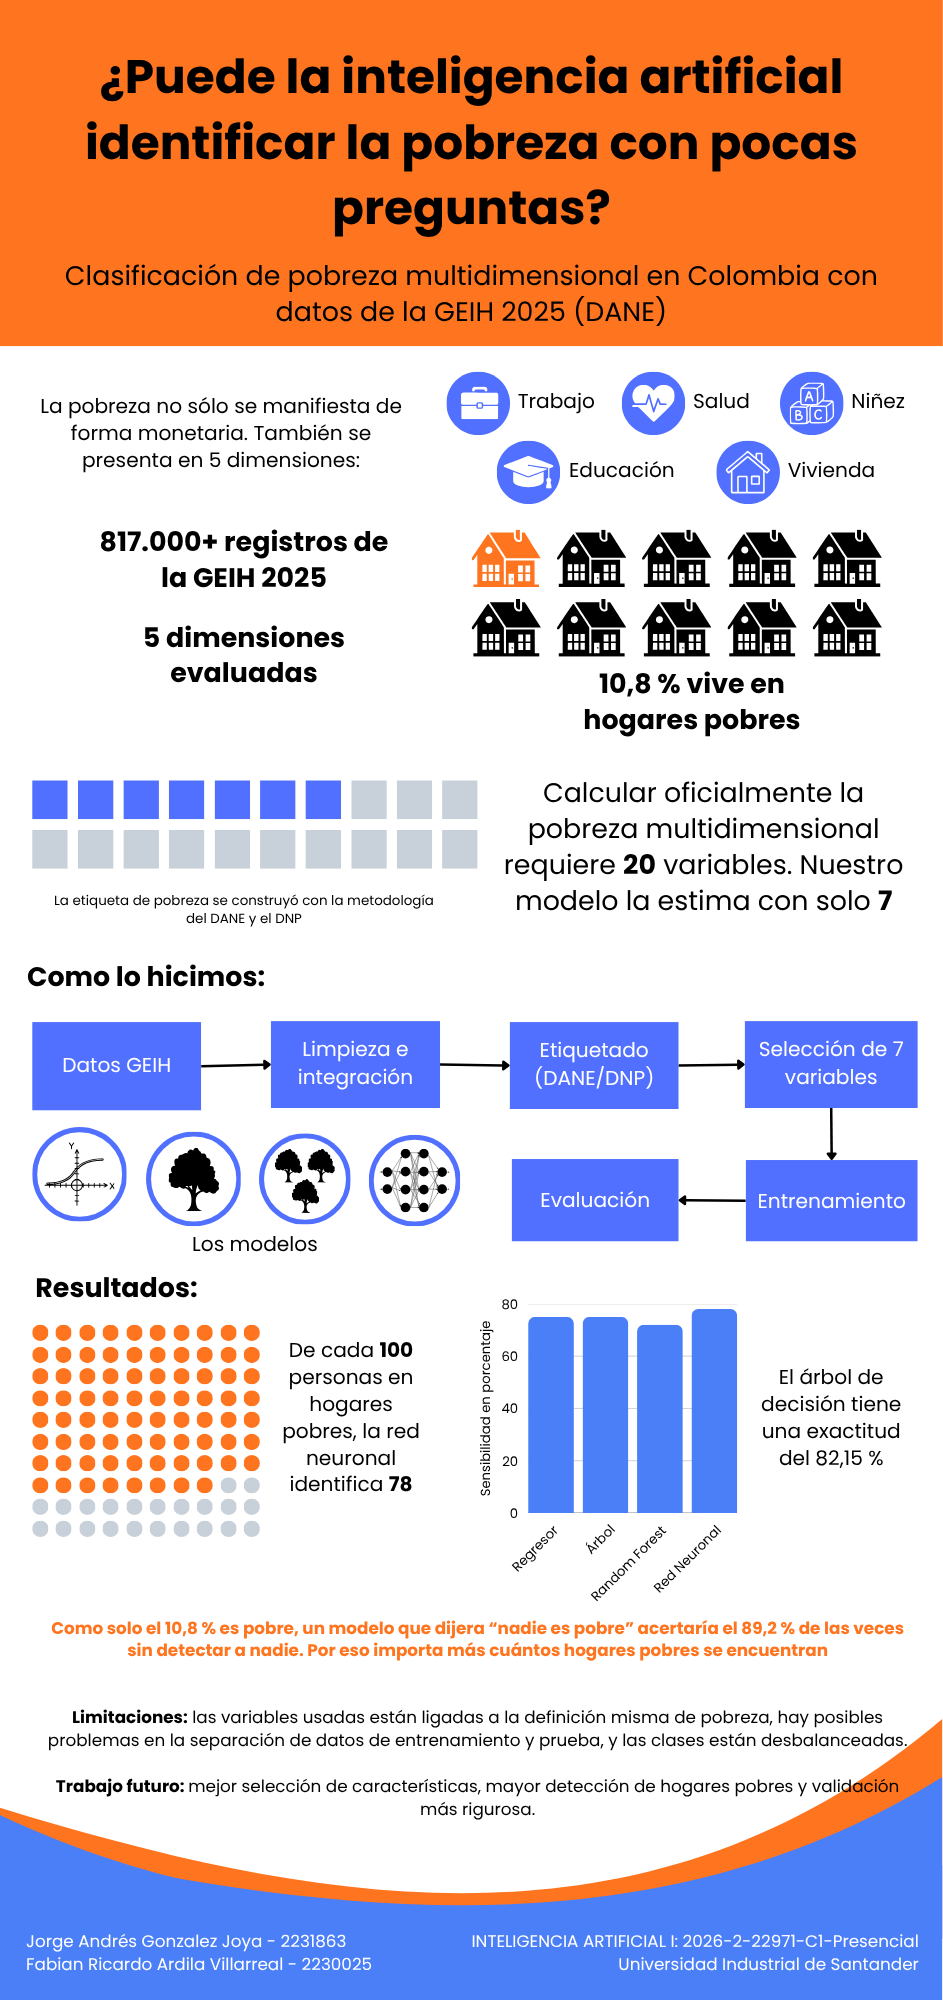 ¿Puede la inteligencia artificial
identificar la pobreza con pocas
preguntas?
Clasificación de pobreza multidimensional en Colombia con
datos de la GEIH 2025 (DANE)
La pobreza no sólo se manifiesta de
forma monetaria. También se
presenta en 5 dimensiones:
Trabajo
Salud
A
B C
Niñez
Educación
Vivienda
817.000+ registros de
la GEIH 2025
5 dimensiones
evaluadas
10,8 % vive en
hogares pobres
Calcular oficialmente la
pobreza multidimensional
requiere 20 variables. Nuestro
modelo la estima con solo 7
La etiqueta de pobreza se construyó con la metodología
del DANE y el DNP
Como lo hicimos:
Datos GEIH
Limpieza e
integración
Etiquetado
(DANE/DNP)
Selección de 7
variables
Entrenamiento
Evaluación
Y
X
Los modelos
Resultados:
De cada 100
personas en
hogares
pobres, la red
neuronal
identifica 78
Sensibilidad en porcentaje
80
60
40
20
0
Regresor
Árbol
Random Forest
Red Neuronal
El árbol de
decisión tiene
una exactitud
del 82,15 %
Como solo el 10,8 % es pobre, un modelo que dijera “nadie es pobre” acertaría el 89,2 % de las veces
sin detectar a nadie. Por eso importa más cuántos hogares pobres se encuentran
Limitaciones: las variables usadas están ligadas a la definición misma de pobreza, hay posibles
problemas en la separación de datos de entrenamiento y prueba, y las clases están desbalanceadas.
Trabajo futuro: mejor selección de características, mayor detección de hogares pobres y validación
más rigurosa.
Jorge Andrés Gonzalez Joya - 2231863
Fabian Ricardo Ardila Villarreal - 2230025
INTELIGENCIA ARTIFICIAL I: 2026-2-22971-C1-Presencial
Universidad Industrial de Santander